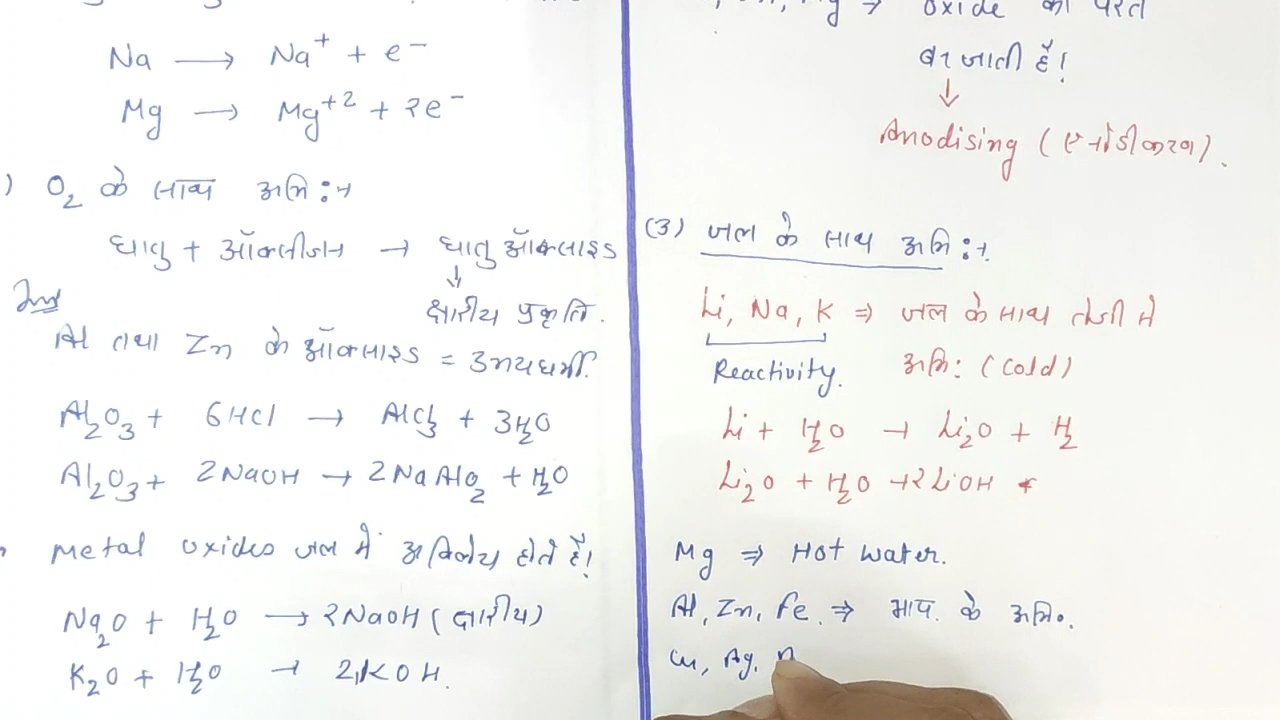 Na → Na⁺ + e⁻
Mg → Mg⁺² + 2e⁻
) O₂ के साथ अभि:→
धातु + ऑक्सीजन → धातु ऑक्साइड
↓
क्षारीय प्रकृति.
Al तथा Zn के ऑक्साइड = उभयधर्मी.
Al₂O₃ + 6HCl → AlCl₃ + 3H₂O
Al₂O₃ + 2NaOH → 2NaAlO₂ + H₂O
Metal oxides जल में अविलेय होते हैं!
Na₂O + H₂O → 2NaOH (क्षारीय)
K₂O + H₂O → 2KOH.
Mg → oxide की परत
बन जाती हैं!
↓
Anodising (एनोडीकरण).
(3) जल के साथ अभि:→.
Li, Na, K ⇒ जल के साथ तेजी से
Reactivity. अभि: (Cold)
Li + H₂O → Li₂O + H₂
Li₂O + H₂O → 2LiOH
Mg ⇒ Hot water.
Al, Zn, Fe. ⇒ भाप. के अभि०.
Cu, Ag,